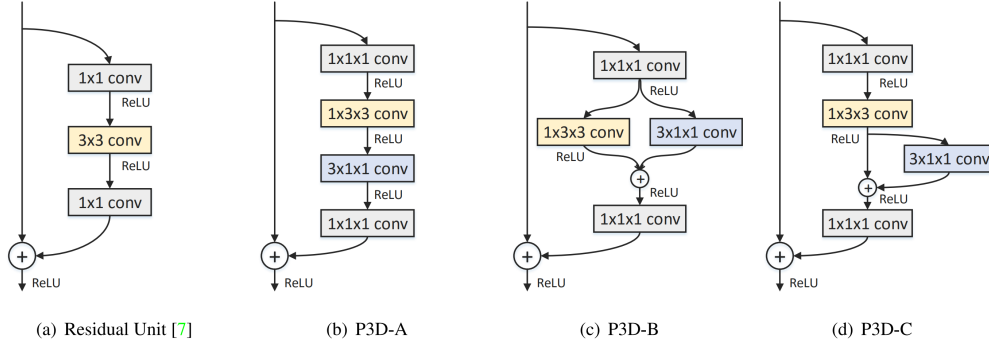 1x1 conv
ReLU
3x3 conv
ReLU
1x1 conv
+
ReLU
(a) Residual Unit [7]
1x1x1 conv
ReLU
1x3x3 conv
ReLU
3x1x1 conv
ReLU
1x1x1 conv
+
ReLU
(b) P3D-A
1x1x1 conv
ReLU
1x3x3 conv
3x1x1 conv
ReLU
+
ReLU
1x1x1 conv
+
ReLU
(c) P3D-B
1x1x1 conv
ReLU
1x3x3 conv
ReLU
3x1x1 conv
+
ReLU
1x1x1 conv
+
ReLU
(d) P3D-C